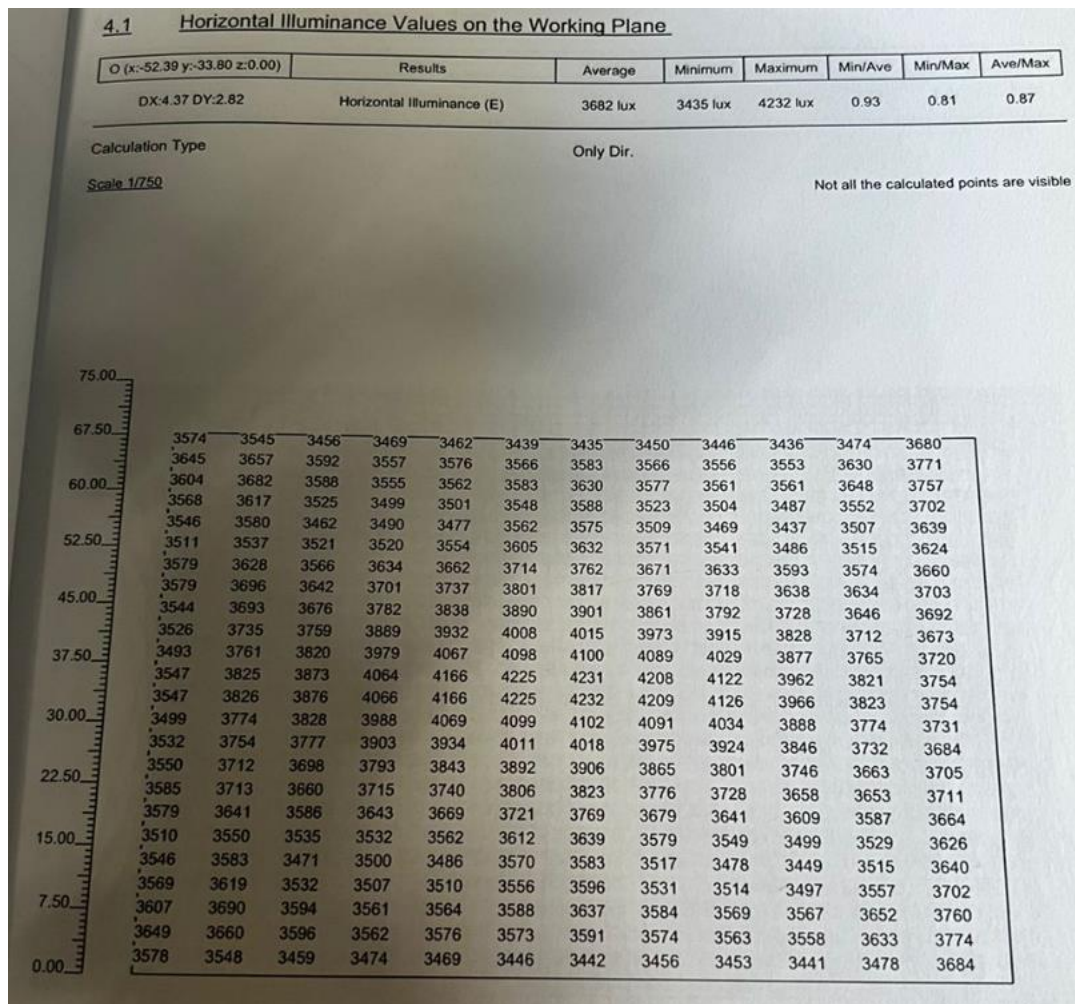 4.1 Horizontal Illuminance Values on the Working Plane
O (x:-52.39 y:-33.80 z:0.00) Results Average Minimum Maximum Min/Ave Min/Max Ave/Max
DX:4.37 DY:2.82 Horizontal Illuminance (E) 3682 lux 3435 lux 4232 lux 0.93 0.81 0.87
Calculation Type Only Dir.
Scale 1/750 Not all the calculated points are visible
75.00
67.50
3574 3545 3456 3469 3462 3439 3435 3450 3446 3436 3474 3680
3645 3657 3592 3557 3576 3566 3583 3566 3556 3553 3630 3771
60.00 3604 3682 3588 3555 3562 3583 3630 3577 3561 3561 3648 3757
3568 3617 3525 3499 3501 3548 3588 3523 3504 3487 3552 3702
3546 3580 3462 3490 3477 3562 3575 3509 3469 3437 3507 3639
52.50 3511 3537 3521 3520 3554 3605 3632 3571 3541 3486 3515 3624
3579 3628 3566 3634 3662 3714 3762 3671 3633 3593 3574 3660
3579 3696 3642 3701 3737 3801 3817 3769 3718 3638 3634 3703
45.00 3544 3693 3676 3782 3838 3890 3901 3861 3792 3728 3646 3692
3526 3735 3759 3889 3932 4008 4015 3973 3915 3828 3712 3673
37.50 3493 3761 3820 3979 4067 4098 4100 4089 4029 3877 3765 3720
3547 3825 3873 4064 4166 4225 4231 4208 4122 3962 3821 3754
3547 3826 3876 4066 4166 4225 4232 4209 4126 3966 3823 3754
30.00 3499 3774 3828 3988 4069 4099 4102 4091 4034 3888 3774 3731
3532 3754 3777 3903 3934 4011 4018 3975 3924 3846 3732 3684
22.50 3550 3712 3698 3793 3843 3892 3906 3865 3801 3746 3663 3705
3585 3713 3660 3715 3740 3806 3823 3776 3728 3658 3653 3711
3579 3641 3586 3643 3669 3721 3769 3679 3641 3609 3587 3664
15.00 3510 3550 3535 3532 3562 3612 3639 3579 3549 3499 3529 3626
3546 3583 3471 3500 3486 3570 3583 3517 3478 3449 3515 3640
3569 3619 3532 3507 3510 3556 3596 3531 3514 3497 3557 3702
7.50 3607 3690 3594 3561 3564 3588 3637 3584 3569 3567 3652 3760
3649 3660 3596 3562 3576 3573 3591 3574 3563 3558 3633 3774
0.00 3578 3548 3459 3474 3469 3446 3442 3456 3453 3441 3478 3684